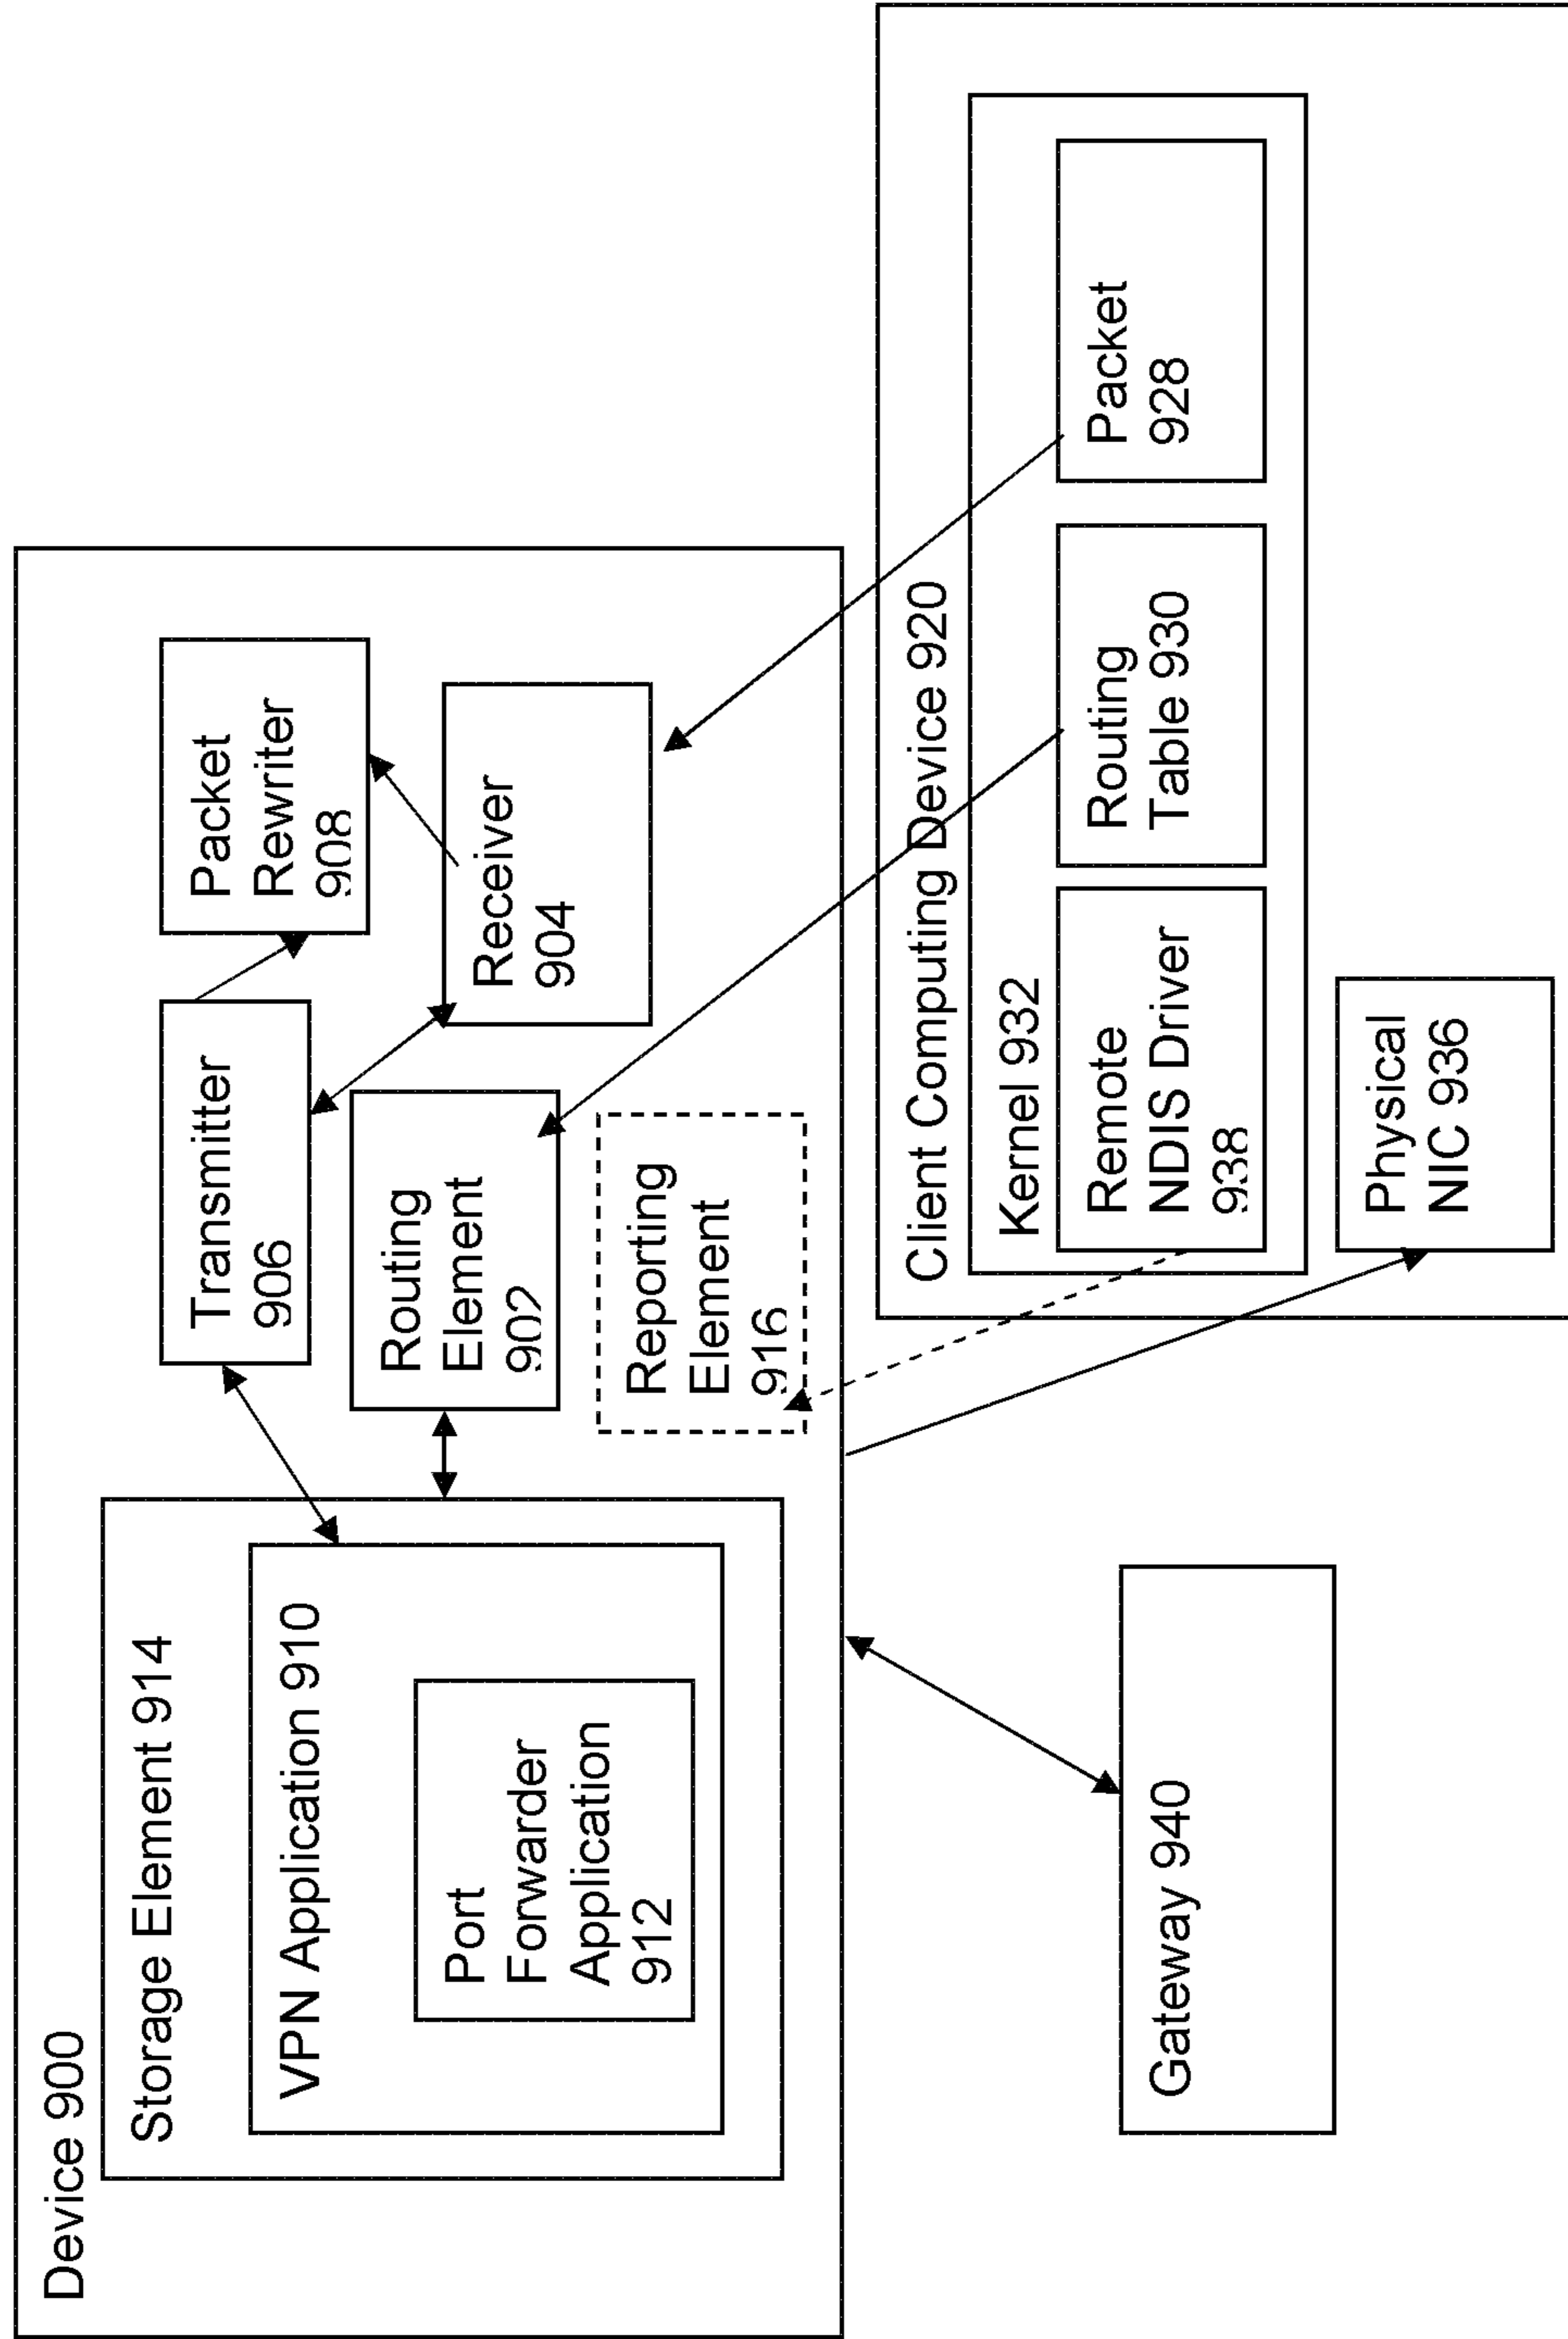 Device 900
Storage Element 914
VPN Application 910
Port
Forwarder
Application
912
Transmitter
906
Packet
Rewriter
908
Routing
Element
902
Receiver
904
Reporting
Element
916
Client Computing Device 920
Kernel 932
Remote
NDIS Driver
938
Routing
Table 930
Packet
928
Physical
NIC 936
Gateway 940